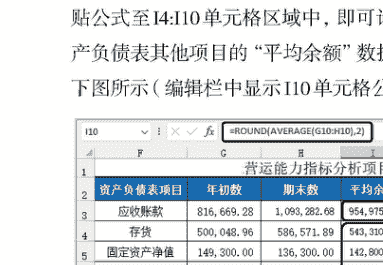 贴公式至I4:I10单元格区域中，即可
产负债表其他项目的“平均余额”数
下图所示（编辑栏中显示I10单元格
I10 fx =ROUND(AVERAGE(G10:H10),2)
F G H I
1 营运能力指标分析项
2 资产负债表项目 年初数 期末数 平均余
3 应收账款 816,669.28 1,093,282.68 954,975
4 存货 500,048.96 586,571.89 543,310
5 固定资产净值 149,300.00 136,300.00 142,800